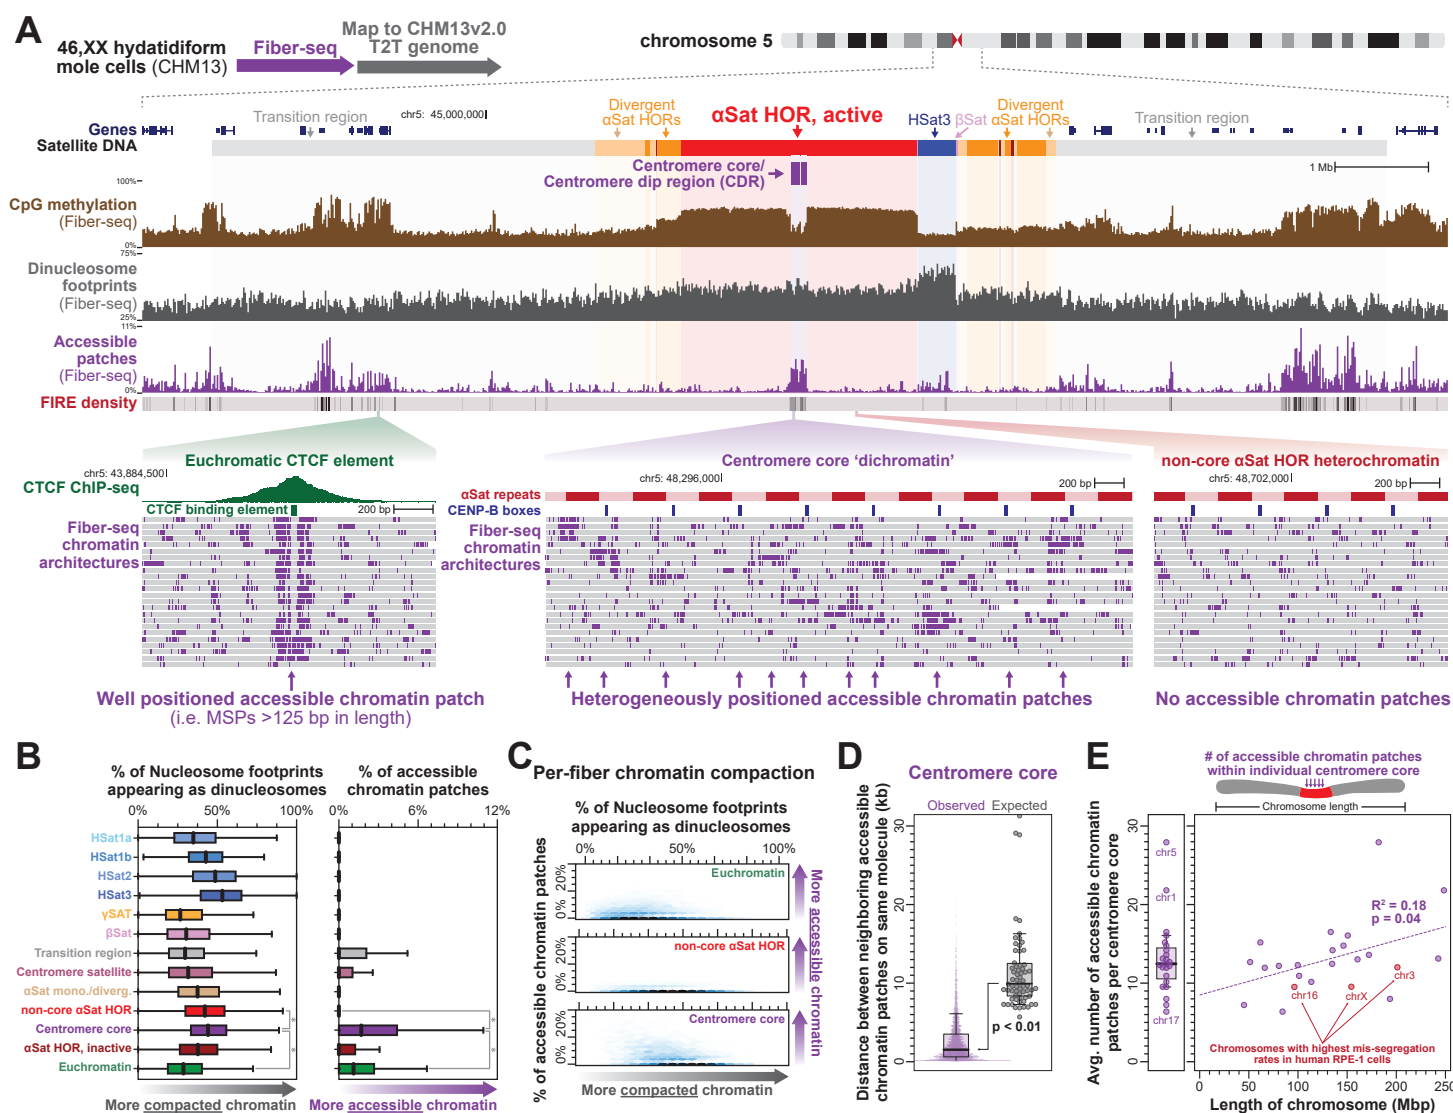 A
46,XX hydatidiform
mole cells (CHM13)
Fiber-seq
Map to CHM13v2.0
T2T genome
chromosome 5
Transition region
chr5: 45,000,000
Divergent
αSat HORs
αSat HOR, active
HSat3
βSat
Divergent
αSat HORs
Transition region
Genes
Satellite DNA
Centromere core/
Centromere dip region (CDR)
1 Mb
100%
CpG methylation
(Fiber-seq)
0%
75%
Dinucleosome
footprints
(Fiber-seq)
25%
11%
Accessible
patches
(Fiber-seq)
0%
FIRE density
Euchromatic CTCF element
chr5: 43,884,500
CTCF ChIP-seq
CTCF binding element
200 bp
Fiber-seq
chromatin
architectures
Well positioned accessible chromatin patch
(i.e. MSPs >125 bp in length)
Centromere core ‘dichromatin’
chr5: 48,296,000
200 bp
αSat repeats
CENP-B boxes
Fiber-seq
chromatin
architectures
Heterogeneously positioned accessible chromatin patches
non-core αSat HOR heterochromatin
chr5: 48,702,000
200 bp
No accessible chromatin patches
B
% of Nucleosome footprints
appearing as dinucleosomes
0% 50% 100%
% of accessible
chromatin patches
0% 6% 12%
HSat1a
HSat1b
HSat2
HSat3
γSAT
βSat
Transition region
Centromere satellite
αSat mono./diverg.
non-core αSat HOR
Centromere core
αSat HOR, inactive
Euchromatin
*
*
*
*
More compacted chromatin
More accessible chromatin
C
Per-fiber chromatin compaction
% of Nucleosome footprints
appearing as dinucleosomes
0% 50% 100%
% of accessible chromatin patches
20%
0%
Euchromatin
20%
0%
non-core αSat HOR
20%
0%
Centromere core
More accessible chromatin
More compacted chromatin
D
Centromere core
Observed Expected
Distance between neighboring accessible
chromatin patches on same molecule (kb)
30
20
10
0
p < 0.01
E
# of accessible chromatin patches
within individual centromere core
Chromosome length
Avg. number of accessible chromatin
patches per centromere core
30
20
10
0
chr5
chr1
chr17
R² = 0.18
p = 0.04
chr16
chrX
chr3
Chromosomes with highest mis-segregation
rates in human RPE-1 cells
0 50 100 150 200 250
Length of chromosome (Mbp)